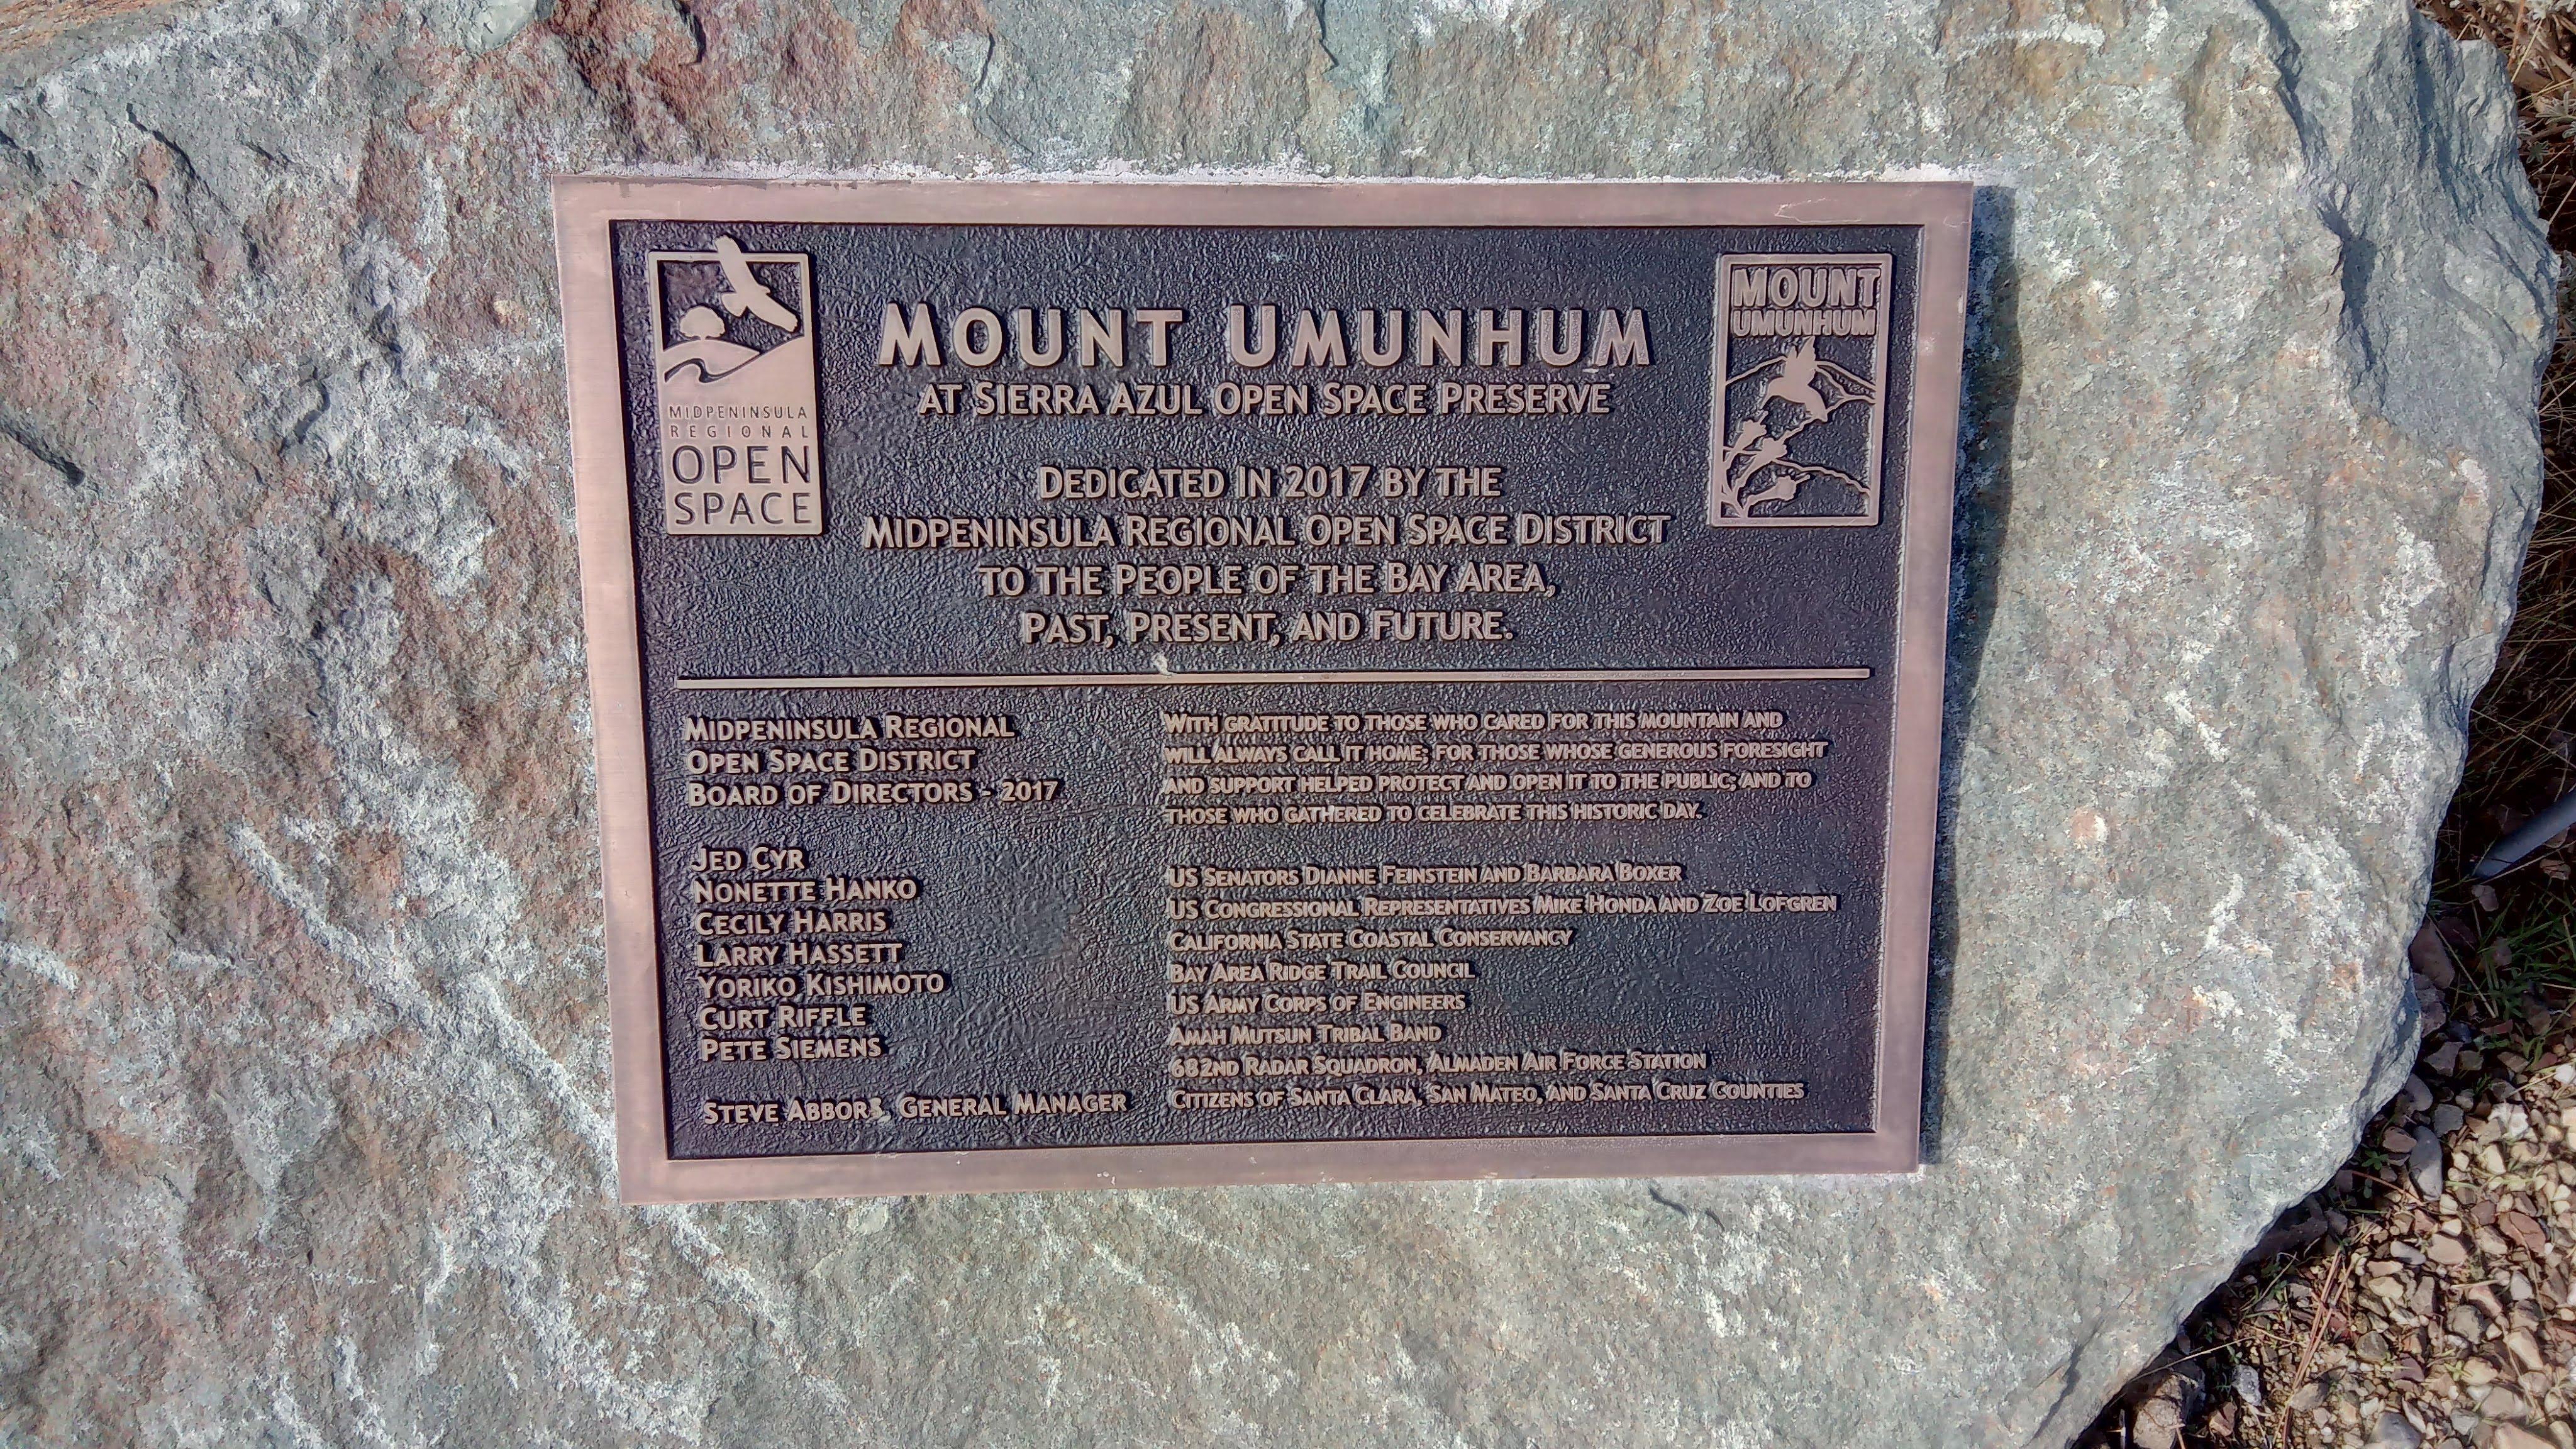 MIDPENINSULA
REGIONAL
OPEN
SPACE
MOUNT UMUNHUM
AT SIERRA AZUL OPEN SPACE PRESERVE
MOUNT
UMUNHUM
DEDICATED IN 2017 BY THE
MIDPENINSULA REGIONAL OPEN SPACE DISTRICT
TO THE PEOPLE OF THE BAY AREA,
PAST, PRESENT, AND FUTURE.
MIDPENINSULA REGIONAL
OPEN SPACE DISTRICT
BOARD OF DIRECTORS - 2017
JED CYR
NONETTE HANKO
CECILY HARRIS
LARRY HASSETT
YORIKO KISHIMOTO
CURT RIFFLE
PETE SIEMENS
STEVE ABBORS, GENERAL MANAGER
WITH GRATITUDE TO THOSE WHO CARED FOR THIS MOUNTAIN AND
WILL ALWAYS CALL IT HOME; FOR THOSE WHOSE GENEROUS FORESIGHT
AND SUPPORT HELPED PROTECT AND OPEN IT TO THE PUBLIC; AND TO
THOSE WHO GATHERED TO CELEBRATE THIS HISTORIC DAY.
US SENATORS DIANNE FEINSTEIN AND BARBARA BOXER
US CONGRESSIONAL REPRESENTATIVES MIKE HONDA AND ZOE LOFGREN
CALIFORNIA STATE COASTAL CONSERVANCY
BAY AREA RIDGE TRAIL COUNCIL
US ARMY CORPS OF ENGINEERS
AMAH MUTSUN TRIBAL BAND
682ND RADAR SQUADRON, ALMADEN AIR FORCE STATION
CITIZENS OF SANTA CLARA, SAN MATEO, AND SANTA CRUZ COUNTIES